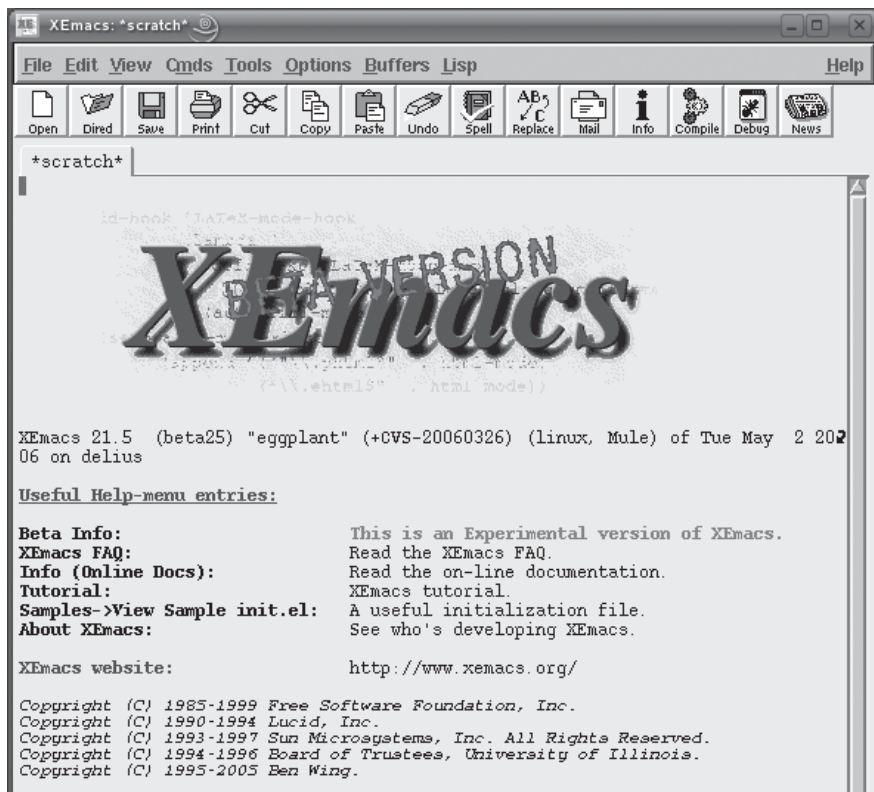 XEmacs: *scratch*
File Edit View Cmds Tools Options Buffers Lisp Help
Open Dired Save Print Cut Copy Paste Undo Spell Replace Mail Info Compile Debug News
*scratch*
XEmacs
BETA VERSION
XEmacs 21.5 (beta25) "eggplant" (+CVS-20060326) (linux, Mule) of Tue May 2 20
06 on delius
Useful Help-menu entries:
Beta Info: This is an Experimental version of XEmacs.
XEmacs FAQ: Read the XEmacs FAQ.
Info (Online Docs): Read the on-line documentation.
Tutorial: XEmacs tutorial.
Samples->View Sample init.el: A useful initialization file.
About XEmacs: See who's developing XEmacs.
XEmacs website: http://www.xemacs.org/
Copyright (C) 1985-1999 Free Software Foundation, Inc.
Copyright (C) 1990-1994 Lucid, Inc.
Copyright (C) 1993-1997 Sun Microsystems, Inc. All Rights Reserved.
Copyright (C) 1994-1996 Board of Trustees, University of Illinois.
Copyright (C) 1995-2005 Ben Wing.